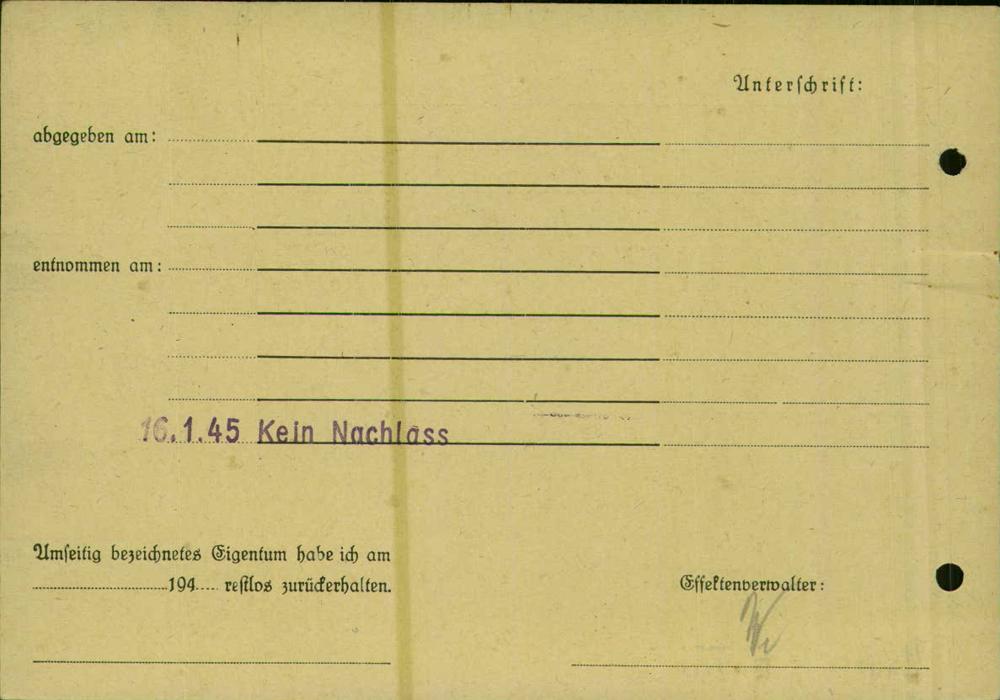 Unterschrift:
abgegeben am:
entnommen am:
16.1.45 Kein Nachlass
Umseitig bezeichnetes Eigentum habe ich am
194 restlos zurückerhalten.
Effektenverwalter: